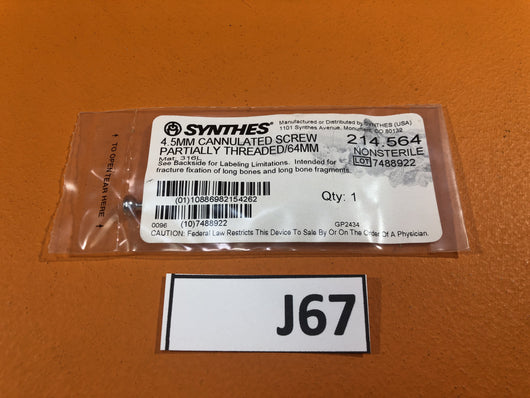 SYNTHES®
Manufactured or Distributed by SYNTHES (USA)
1101 Synthes Avenue, Monument, CO 80132
4.5MM CANNULATED SCREW
PARTIALLY THREADED/64MM
214.564
NONSTERILE
LOT 7488922
Mat: 316L
See Backside for Labeling Limitations. Intended for
fracture fixation of long bones and long bone fragments.
(01)10886982154262
Qty: 1
0096
(10)7488922
GP2434
CAUTION: Federal Law Restricts This Device To Sale By Or On The Order Of A Physician.
TO OPEN TEAR HERE
J67